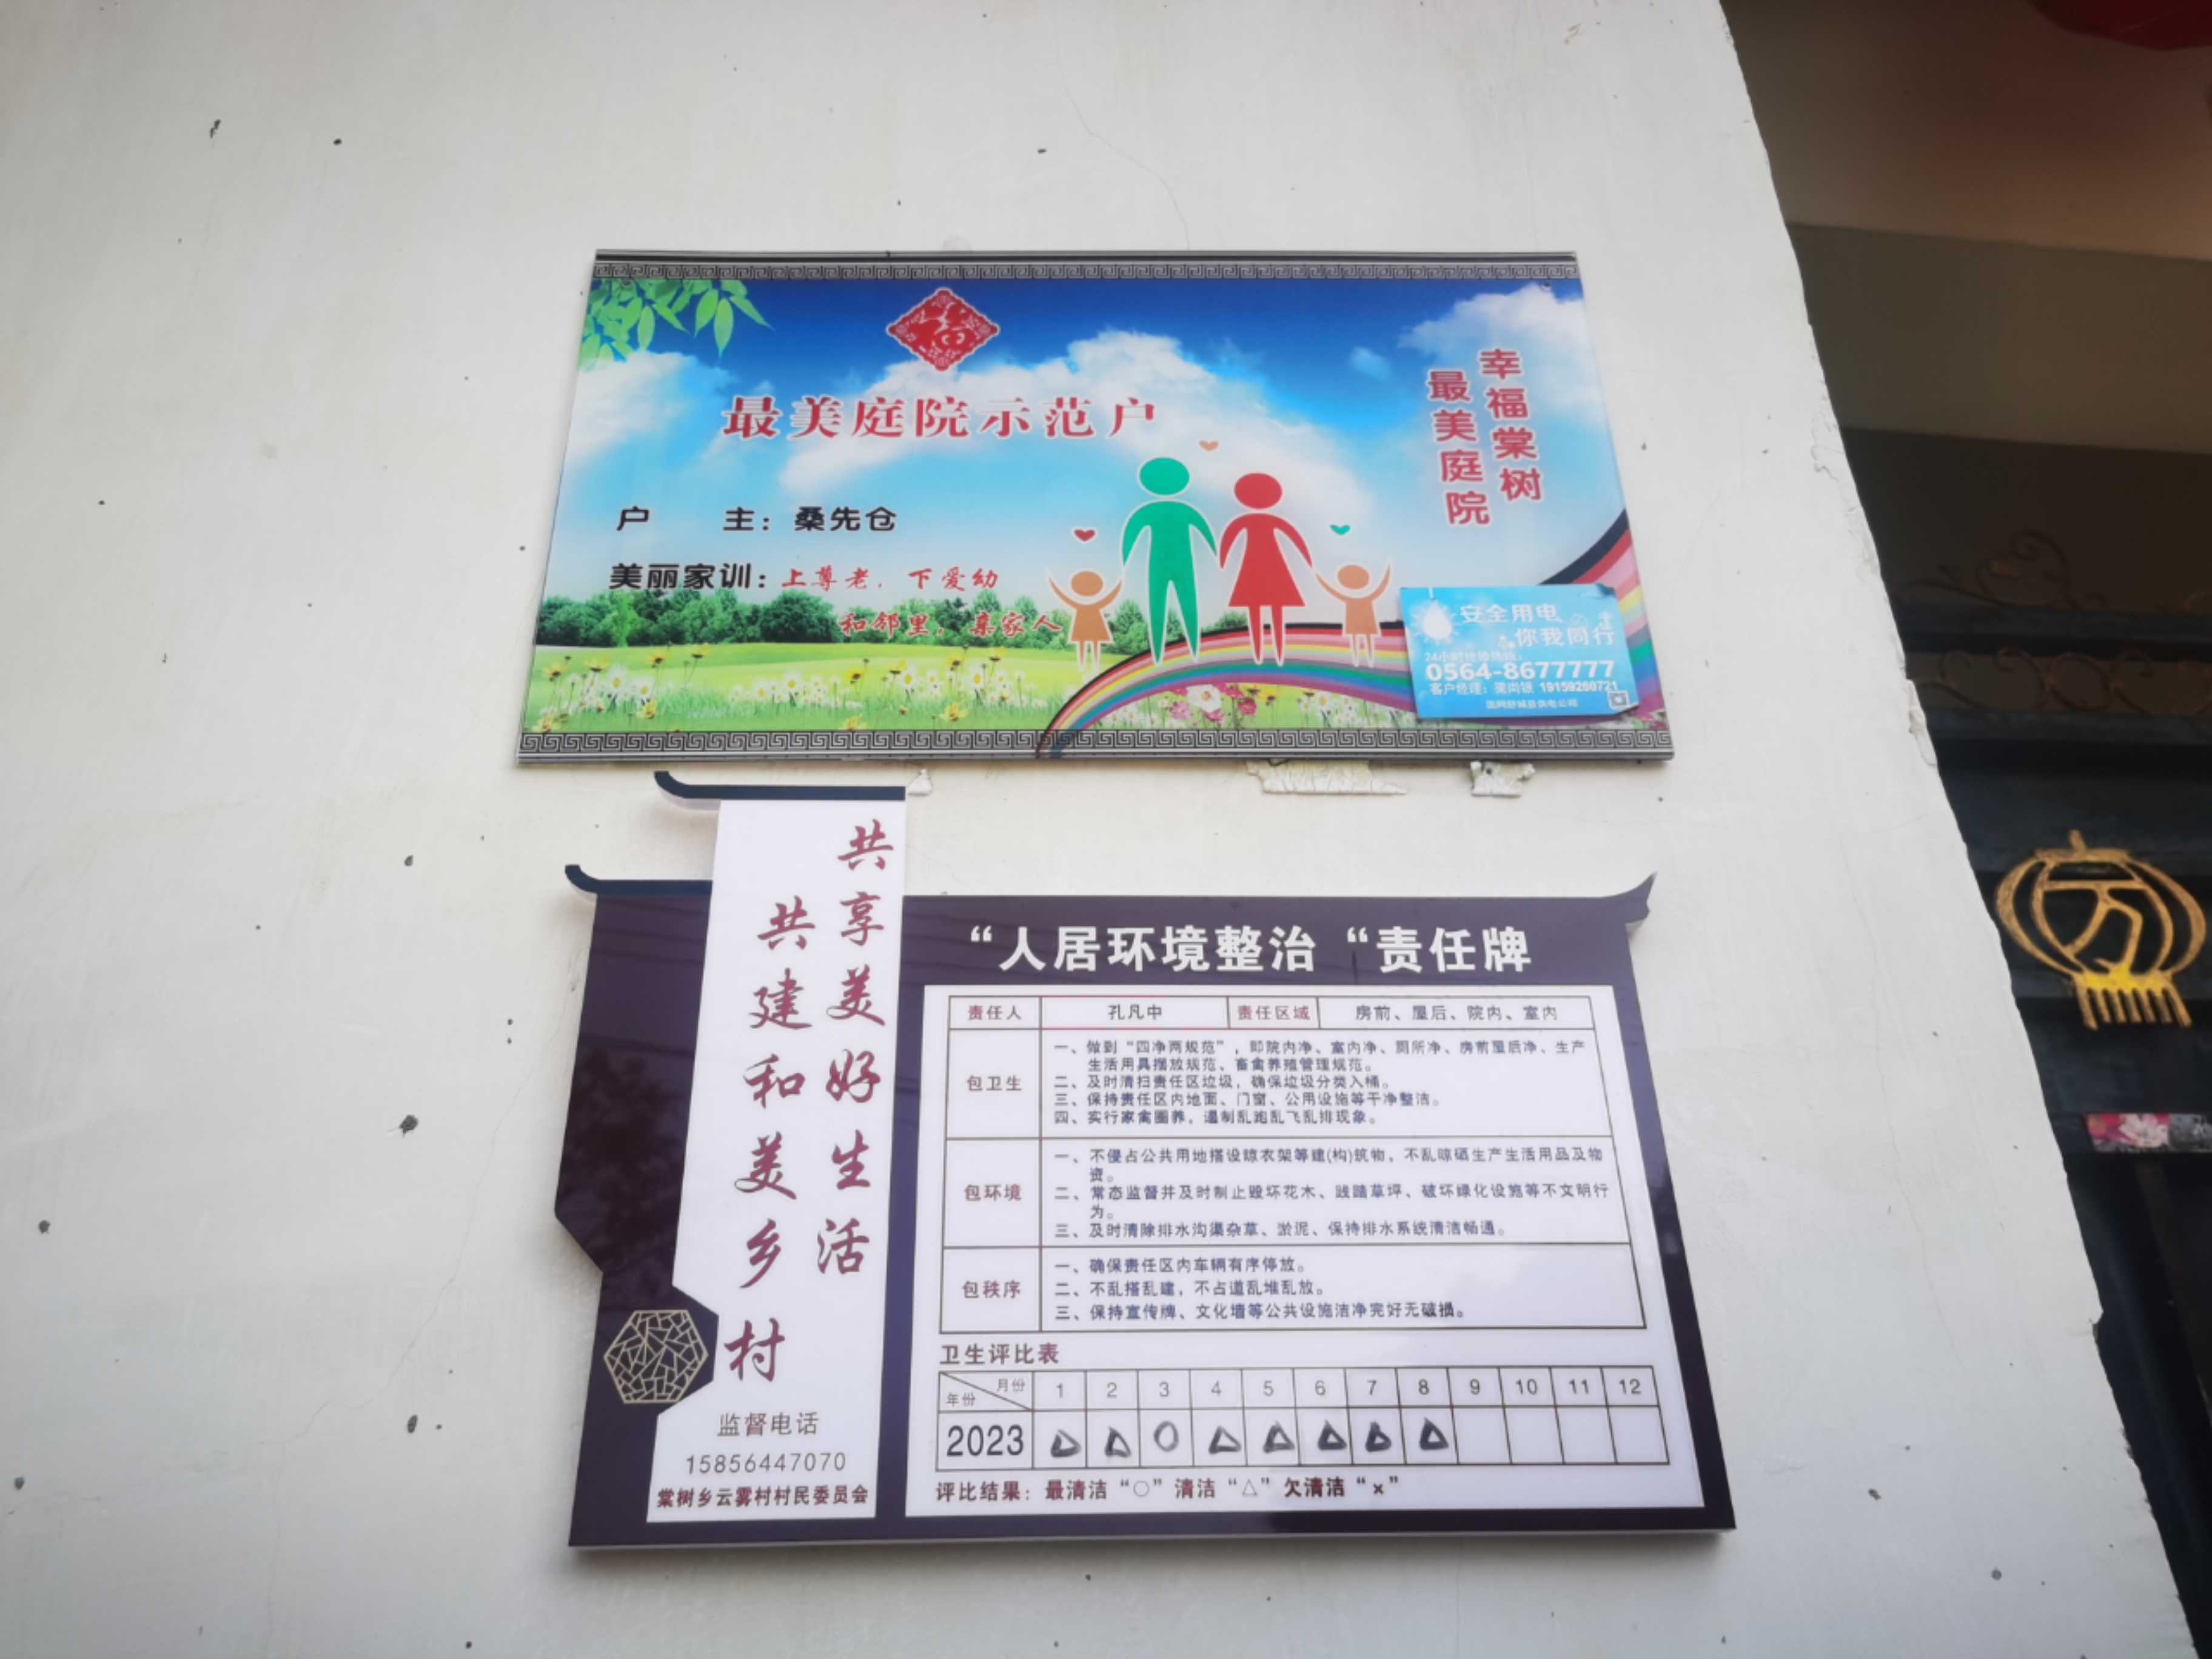 福
最美庭院示范户
幸福棠树
最美庭院
户 主：桑先仓
美丽家训：上尊老，下爱幼
和邻里，亲家人
安全用电
你我同行
0564-8677777
客户经理：
国网舒城县供电公司
共享美好生活
共建和美乡村
监督电话
15856447070
棠树乡云雾村村民委员会
“人居环境整治“责任牌
责任人 孔凡中 责任区域 房前、屋后、院内、室内
包卫生
一、做到“四净两规范”，即院内净、室内净、厕所净、房前屋后净、生产
生活用具摆放规范、畜禽养殖管理规范。
二、及时清扫责任区垃圾，确保垃圾分类入桶。
三、保持责任区内地面、门窗、公用设施等干净整洁。
四、实行家禽圈养，遏制乱跑乱飞乱排现象。
包环境
一、不侵占公共用地搭设晾衣架等建(构)筑物，不乱晾晒生产生活用品及物
资。
二、常态监督并及时制止毁坏花木、践踏草坪、破坏绿化设施等不文明行
为。
三、及时清除排水沟渠杂草、淤泥、保持排水系统清洁畅通。
包秩序
一、确保责任区内车辆有序停放。
二、不乱搭乱建，不占道乱堆乱放。
三、保持宣传牌、文化墙等公共设施洁净完好无破损。
卫生评比表
月份 1 2 3 4 5 6 7 8 9 10 11 12
年份
2023 △ △ ○ △ △ △ △ △
评比结果：最清洁“○”清洁“△”欠清洁“×”